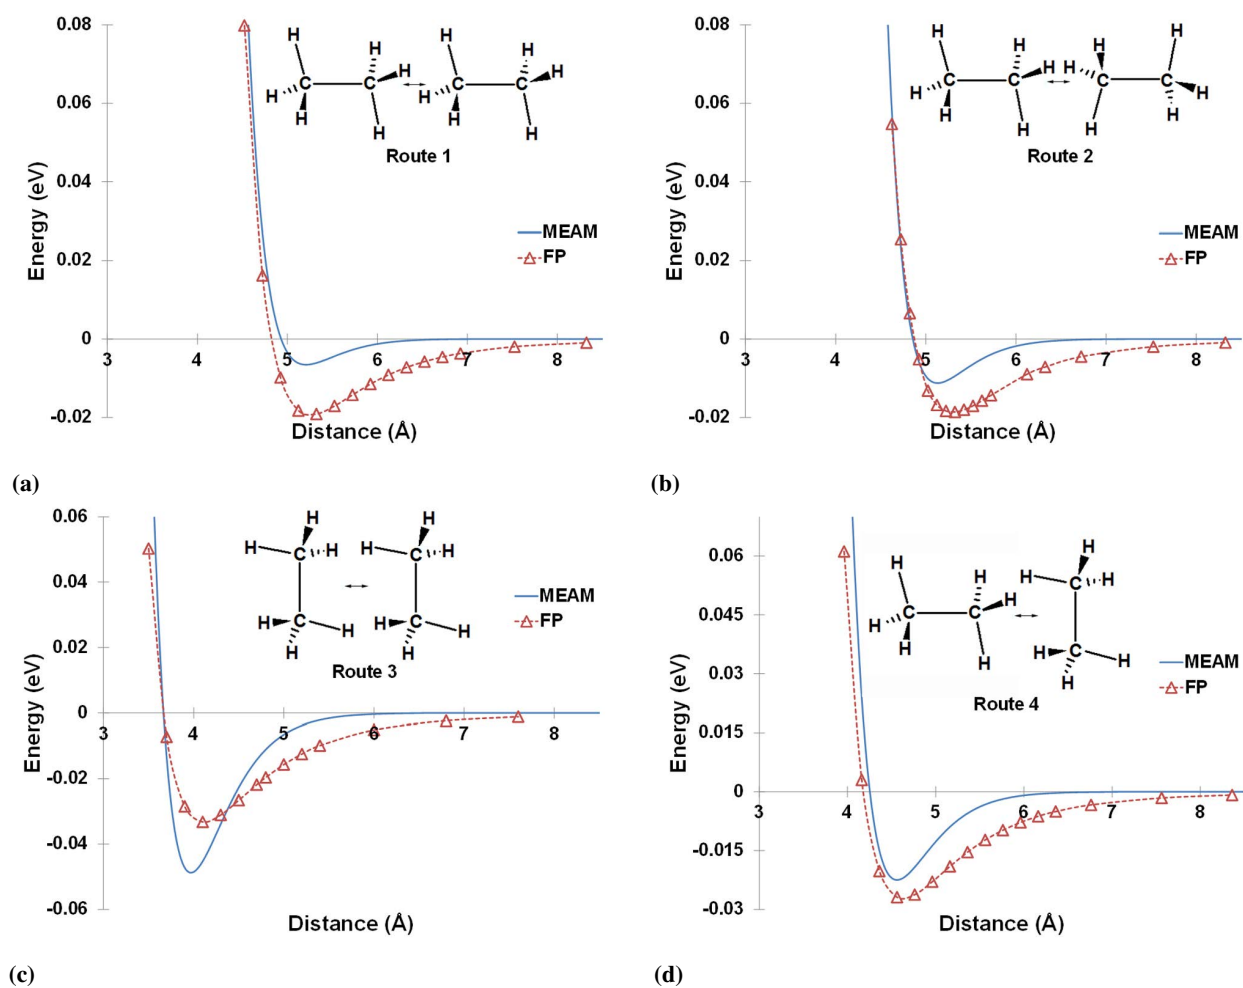 0.08
0.06
0.04
0.02
0
-0.02
3 4 5 6 7 8
Energy (eV)
Distance (Å)
H H H C C H H H
H H H C C H H H
Route 1
MEAM
FP
(a)
0.08
0.06
0.04
0.02
0
-0.02
3 4 5 6 7 8
Energy (eV)
Distance (Å)
H H H C C H H H
H H H C C H H H
Route 2
MEAM
FP
(b)
0.06
0.04
0.02
0
-0.02
-0.04
-0.06
3 4 5 6 7 8
Energy (eV)
Distance (Å)
H H C H H C H H
H H C H H C H H
Route 3
MEAM
FP
(c)
0.06
0.045
0.03
0.015
0
-0.015
-0.03
3 4 5 6 7 8
Energy (eV)
Distance (Å)
H H H C C H H H
H H C H H C H H
Route 4
MEAM
FP
(d)